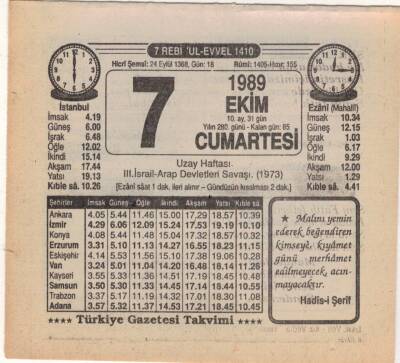 7 REBİ 'UL-EVVEL 1410
Hicrî Şemsî: 24 Eylül 1368, Gün: 18 Rûmî: 1405-Hızır: 155
7
1989
EKİM
10. ay, 31 gün
Yılın 280. günü - Kalan gün: 85
CUMARTESİ
Uzay Haftası
III.İsrail-Arap Devletleri Savaşı. (1973)
[Ezânî sâat 1 dak. ileri alınır – Gündüzün kısalması 2 dak.]
İstanbul
İmsak 4.19
Güneş 6.00
İşrak 6.48
Öğle 12.02
İkindi 15.14
Akşam 17.44
Yatsı 19.13
Kıble sâ. 10.26
Ezânî (Mahallî)
İmsak 10.34
Güneş 12.15
İşrak 1.03
Öğle 6.17
İkindi 9.29
Akşam 12.00
Yatsı 1.29
Kıble sâ. 4.41
Şehirler İmsak Güneş Öğle İkindi Akşam Yatsı Kıble sâ.
Ankara 4.05 5.44 11.46 15.00 17.29 18.57 10.39
İzmir 4.29 6.06 12.09 15.24 17.53 19.19 10.10
Konya 4.08 5.44 11.48 15.04 17.32 18.57 10.32
Erzurum 3.31 5.10 11.13 14.27 16.55 18.23 11.15
Eskişehir 4.14 5.53 11.56 15.10 17.38 19.06 10.28
Van 3.24 5.01 11.04 14.20 16.48 18.14 11.26
Kayseri 3.55 5.33 11.36 14.51 17.19 18.45 10.48
Samsun 3.50 5.30 11.33 14.45 17.14 18.42 10.55
Trabzon 3.37 5.17 11.19 14.32 17.01 18.30 11.08
Adana 3.57 5.32 11.37 14.53 17.21 18.45 10.45
★ Malını yemin
ederek beğendiren
kimseye, kıyâmet
günü merhâmet
edilmeyecek, acın-
mayacaktır.
Hadîs-i Şerîf
★★★★ Türkiye Gazetesi Takvimi ★★★★